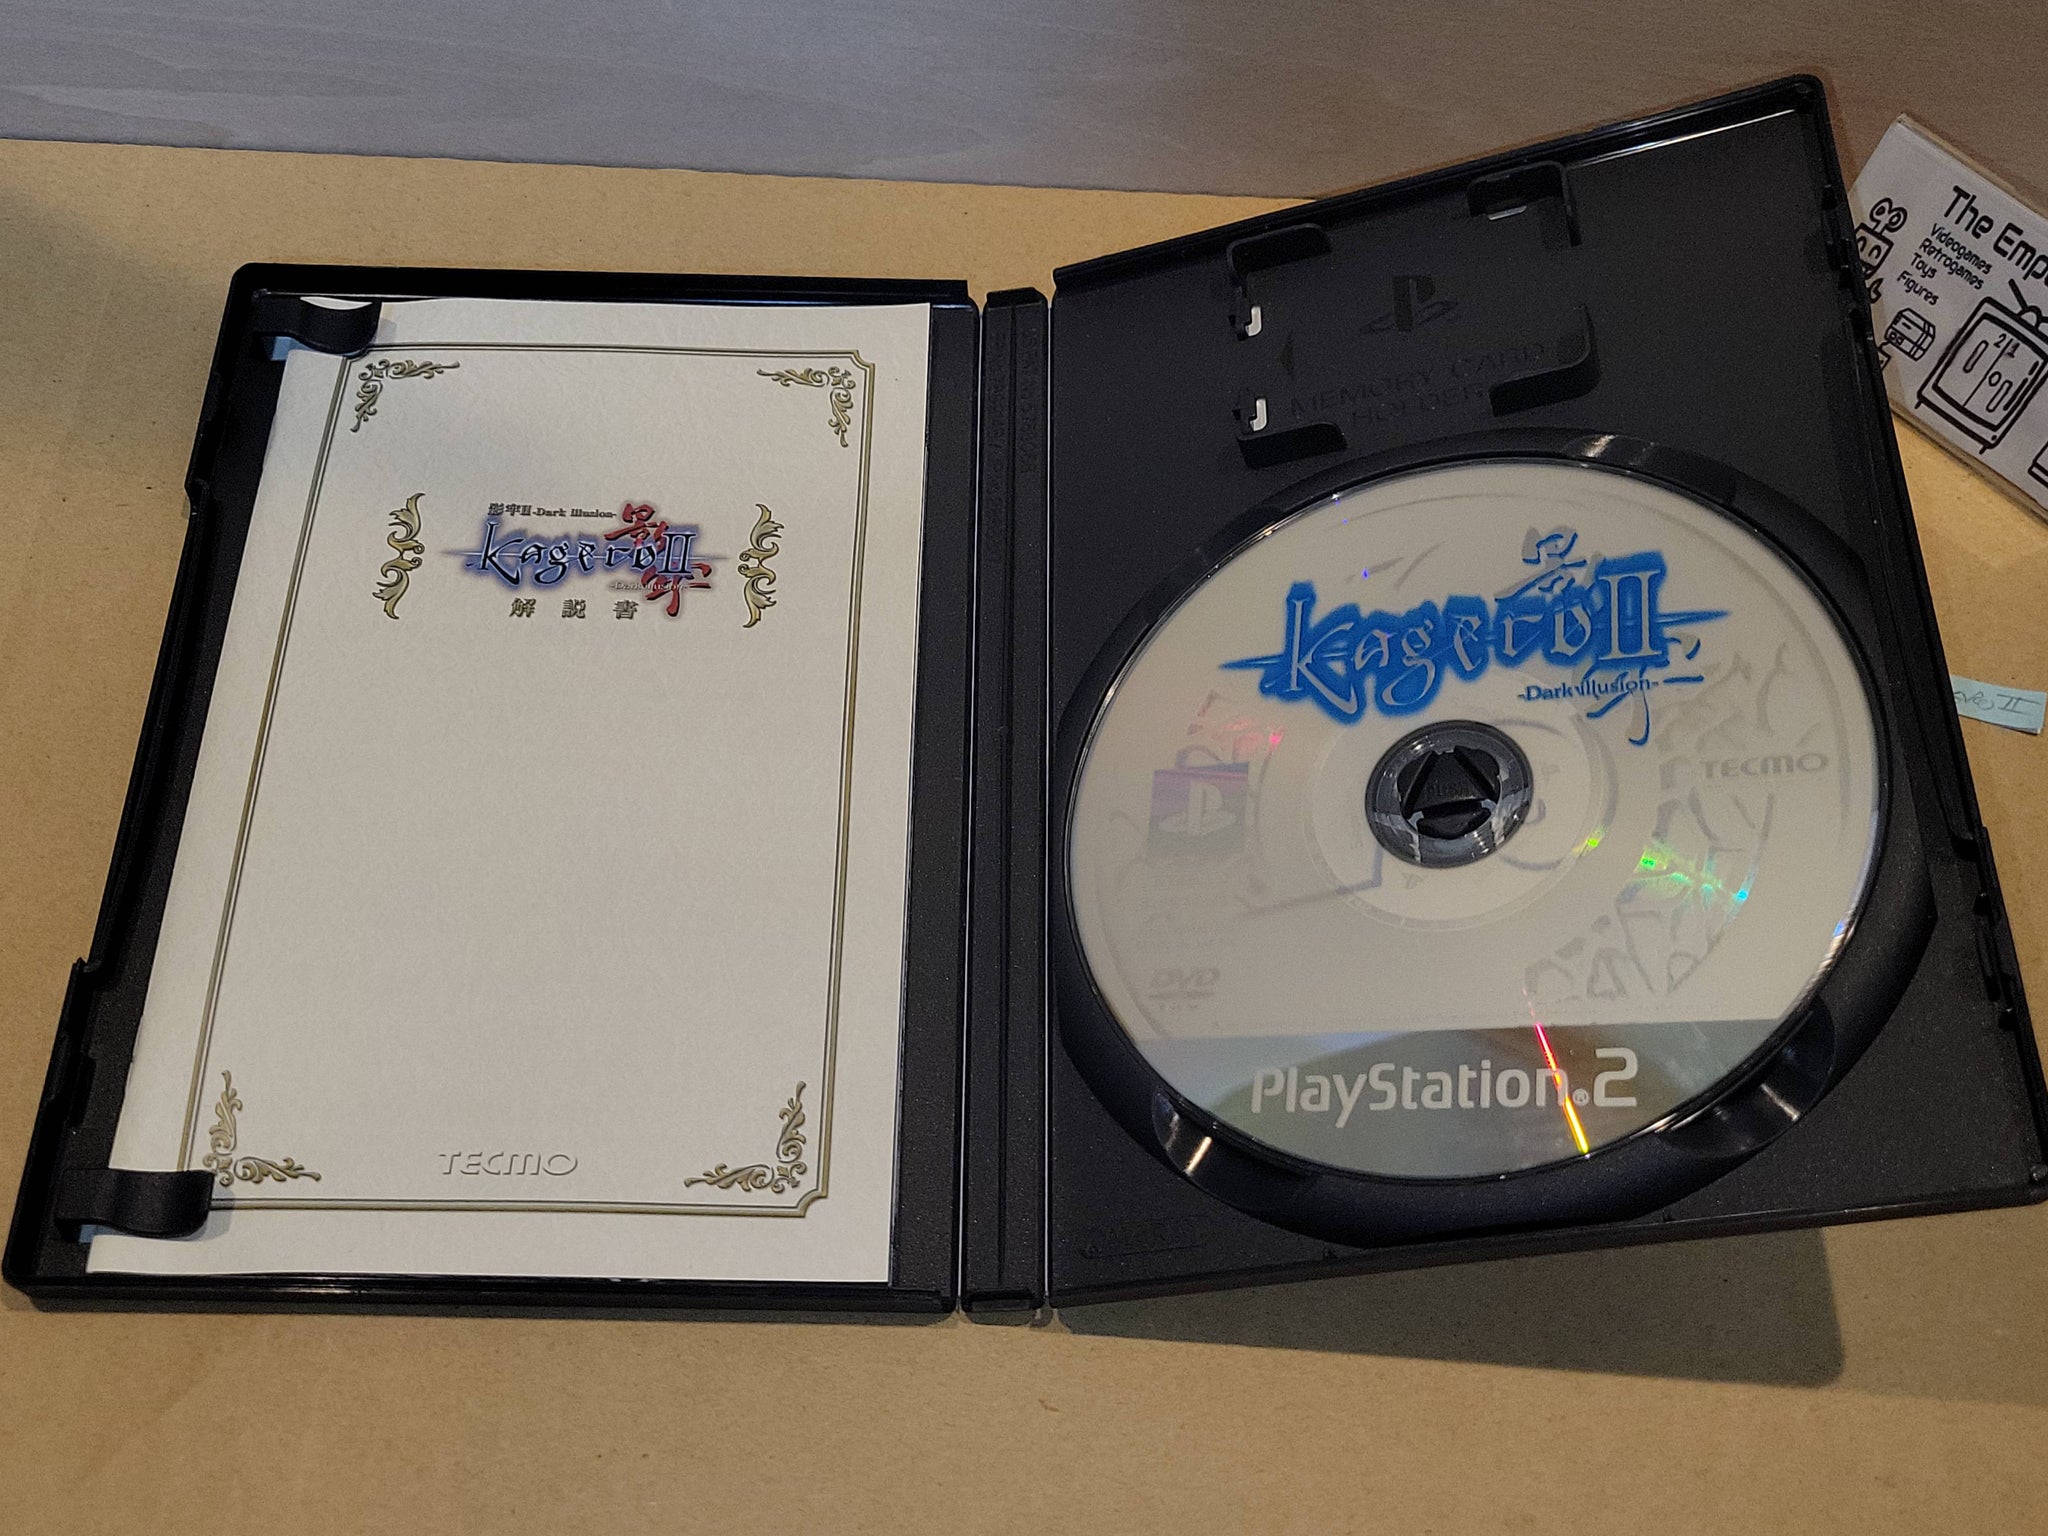 影牢II -Dark illusion-
影牢
Kagero II
-Dark illusion-
解説書
TECMO
MEMORY CARD
HOLDER
影牢
Kagero II
-Dark illusion-
TECMO
DVD
PlayStation®2
The
Videogames
Retrogames
Toys
Figures
II